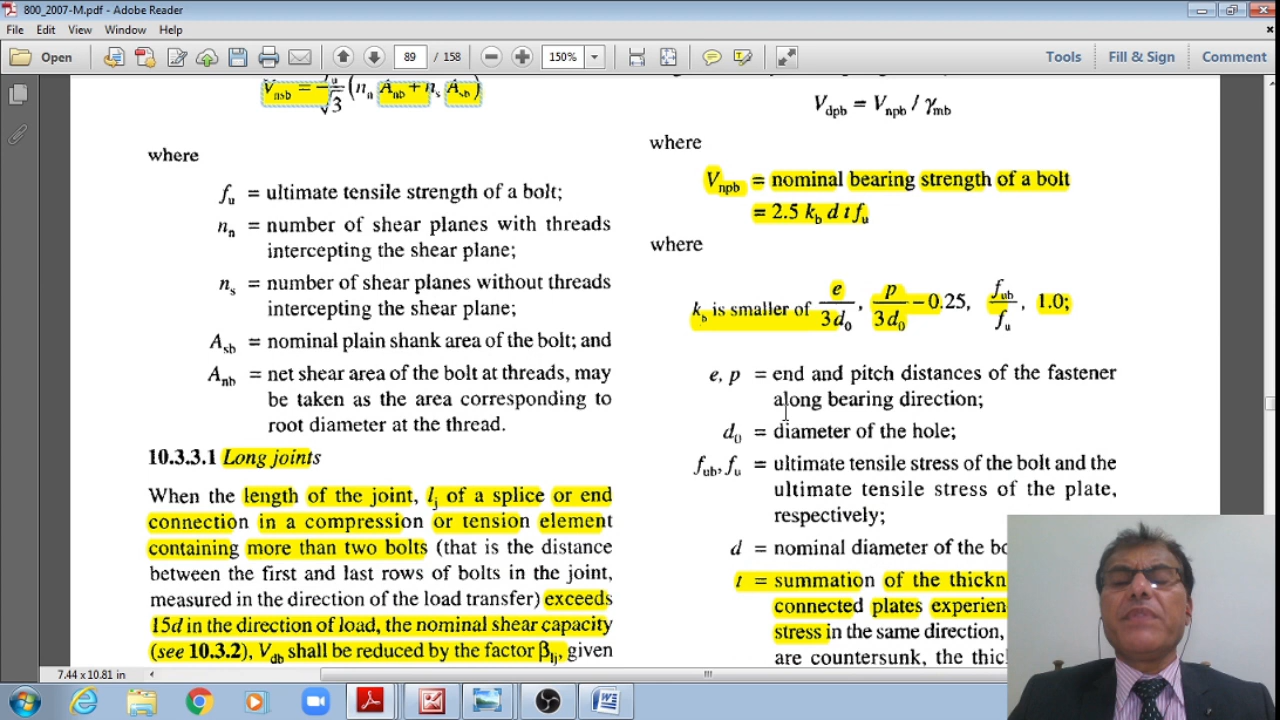 800_2007-M.pdf - Adobe Reader
File Edit View Window Help
Open 89 / 158 150% Tools Fill & Sign Comment
V_nsb = f_u/√3 (n_n A_nb + n_s A_sb)
where
f_u = ultimate tensile strength of a bolt;
n_n = number of shear planes with threads
intercepting the shear plane;
n_s = number of shear planes without threads
intercepting the shear plane;
A_sb = nominal plain shank area of the bolt; and
A_nb = net shear area of the bolt at threads, may
be taken as the area corresponding to
root diameter at the thread.
10.3.3.1 Long joints
When the length of the joint, l_j of a splice or end
connection in a compression or tension element
containing more than two bolts (that is the distance
between the first and last rows of bolts in the joint,
measured in the direction of the load transfer) exceeds
15d in the direction of load, the nominal shear capacity
(see 10.3.2), V_db shall be reduced by the factor β_lj, given
V_dpb = V_npb / γ_mb
where
V_npb = nominal bearing strength of a bolt
= 2.5 k_b d t f_u
where
k_b is smaller of e/3d_0, p/3d_0 − 0.25, f_ub/f_u, 1.0;
e, p = end and pitch distances of the fastener
along bearing direction;
d_0 = diameter of the hole;
f_ub, f_u = ultimate tensile stress of the bolt and the
ultimate tensile stress of the plate,
respectively;
d = nominal diameter of the
t = summation of the
connected plates
stress in the same direction,
are countersunk, the
7.44 x 10.81 in